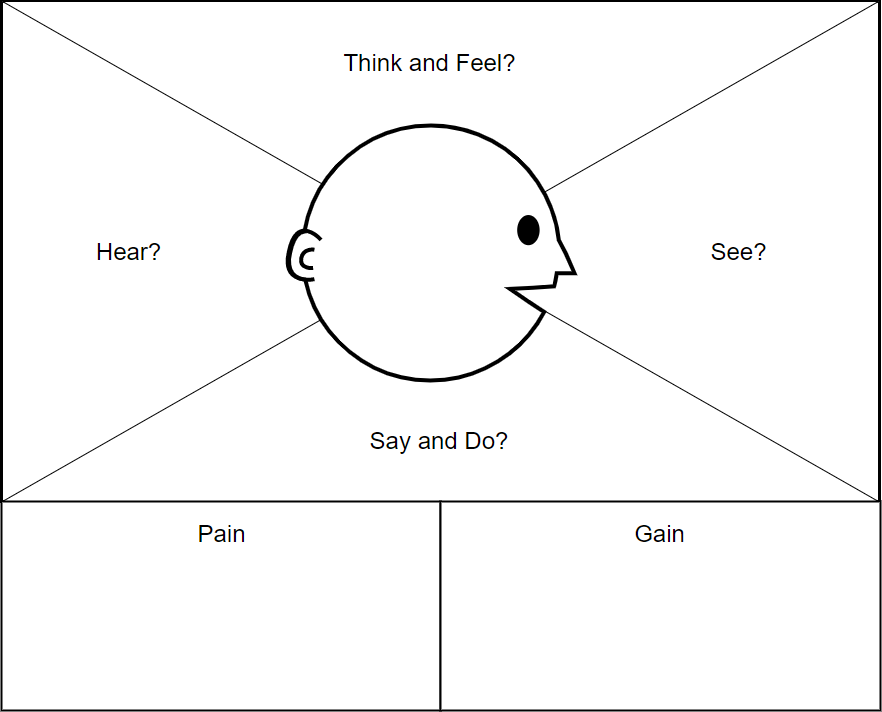 Think and Feel?
Hear?
See?
Say and Do?
Pain
Gain